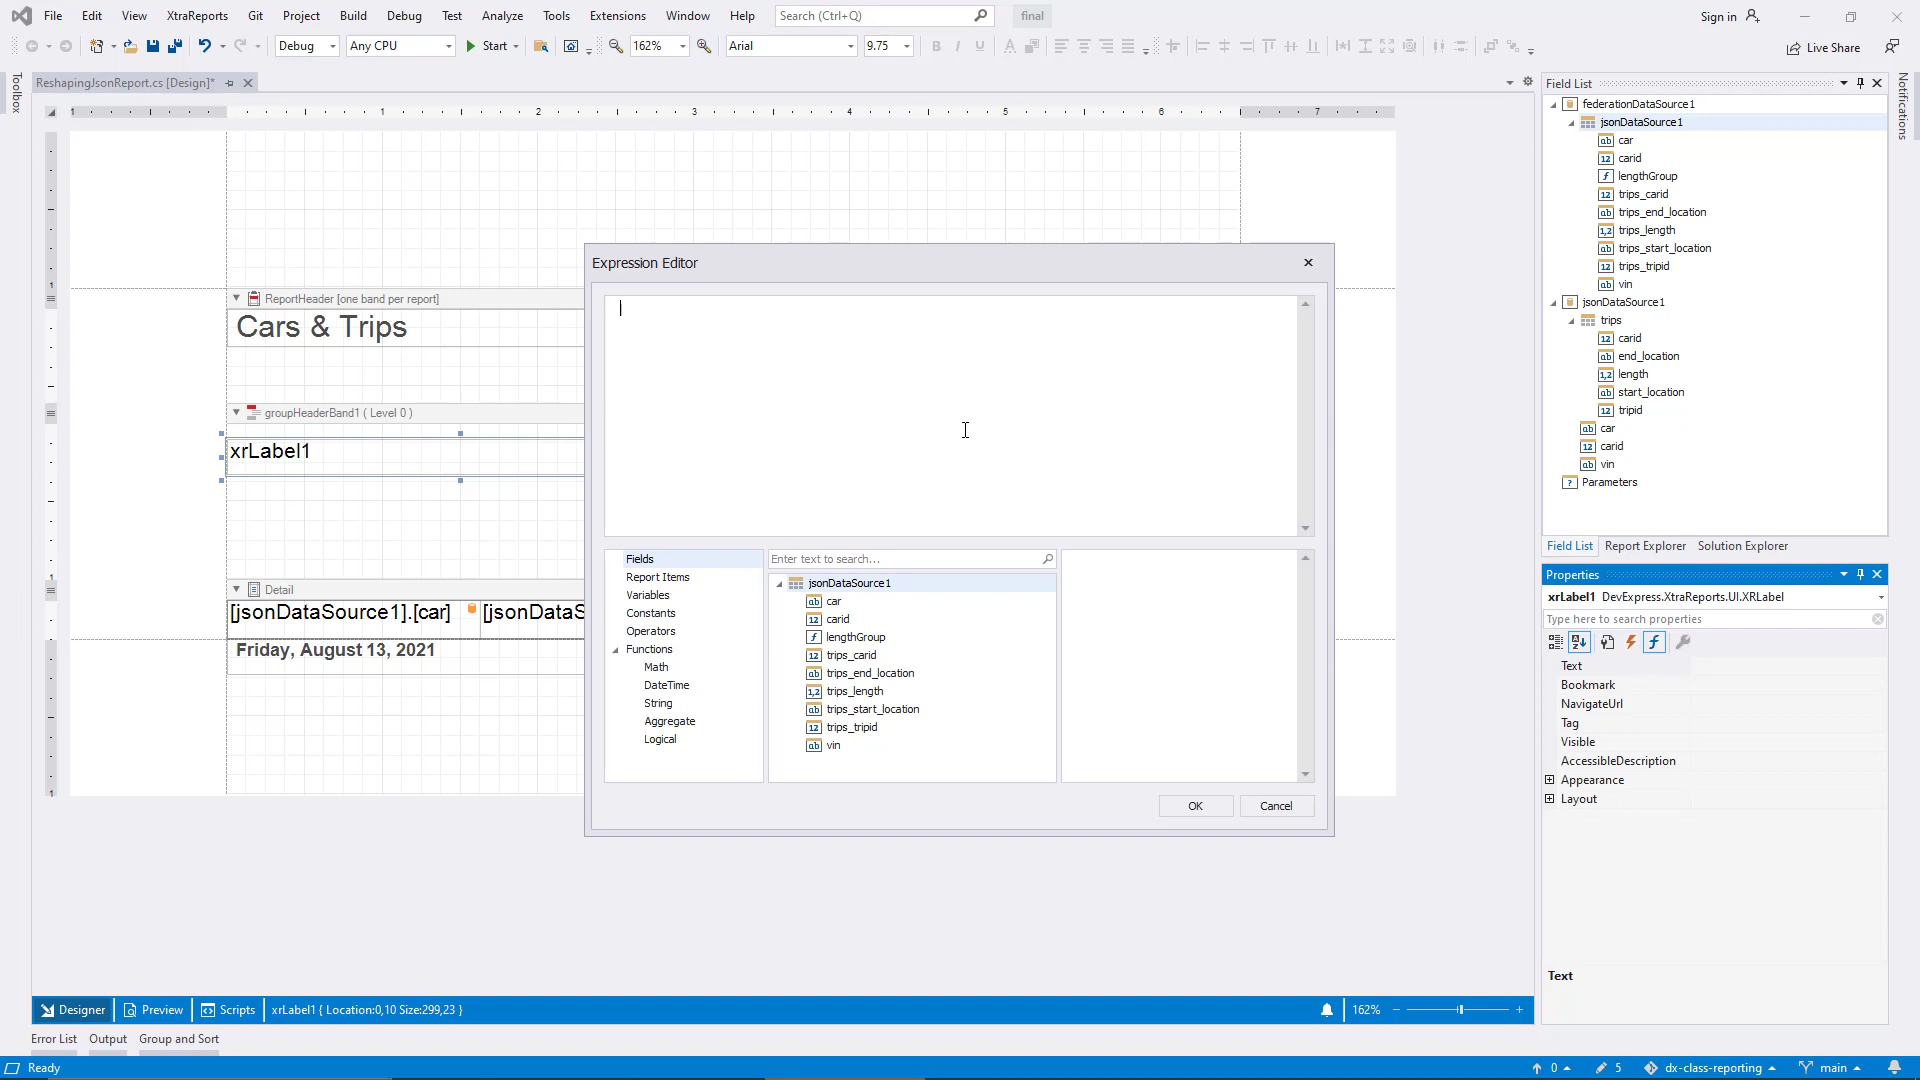 File Edit View XtraReports Git Project Build Debug Test Analyze Tools Extensions Window Help Search (Ctrl+Q) final Sign in
Debug Any CPU Start 162% Arial 9.75 Live Share
Toolbox
ReshapingJsonReport.cs [Design]*
1 1 2 3 4 5 6 7
ReportHeader [one band per report]
Cars & Trips
groupHeaderBand1 ( Level 0 )
xrLabel1
Detail
[jsonDataSource1].[car] [jsonDataS
Friday, August 13, 2021
Expression Editor
Fields
Report Items
Variables
Constants
Operators
Functions
Math
DateTime
String
Aggregate
Logical
Enter text to search...
jsonDataSource1
car
carid
lengthGroup
trips_carid
trips_end_location
trips_length
trips_start_location
trips_tripid
vin
OK Cancel
Field List
federationDataSource1
jsonDataSource1
car
carid
lengthGroup
trips_carid
trips_end_location
trips_length
trips_start_location
trips_tripid
vin
jsonDataSource1
trips
carid
end_location
length
start_location
tripid
car
carid
vin
Parameters
Field List Report Explorer Solution Explorer
Notifications
Properties
xrLabel1 DevExpress.XtraReports.UI.XRLabel
Type here to search properties
Text
Bookmark
NavigateUrl
Tag
Visible
AccessibleDescription
Appearance
Layout
Text
Designer Preview Scripts xrLabel1 { Location:0,10 Size:299,23 } 162%
Error List Output Group and Sort
Ready 0 5 dx-class-reporting main